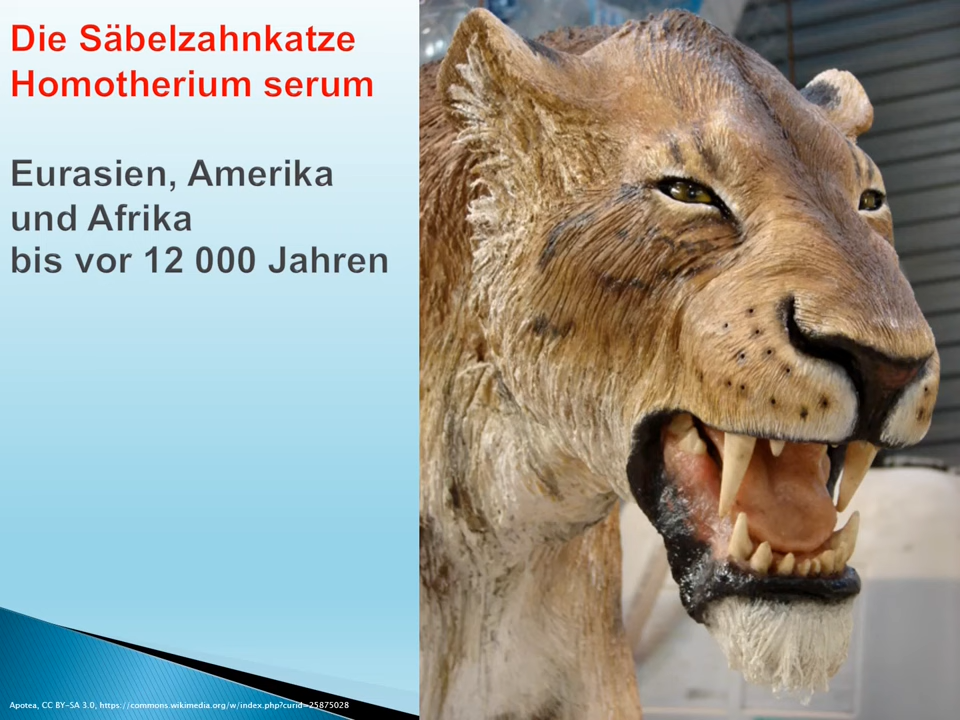 Die Säbelzahnkatze
Homotherium serum
Eurasien, Amerika
und Afrika
bis vor 12 000 Jahren
Apotea, CC BY-SA 3.0, https://commons.wikimedia.org/w/index.php?curid=25875028